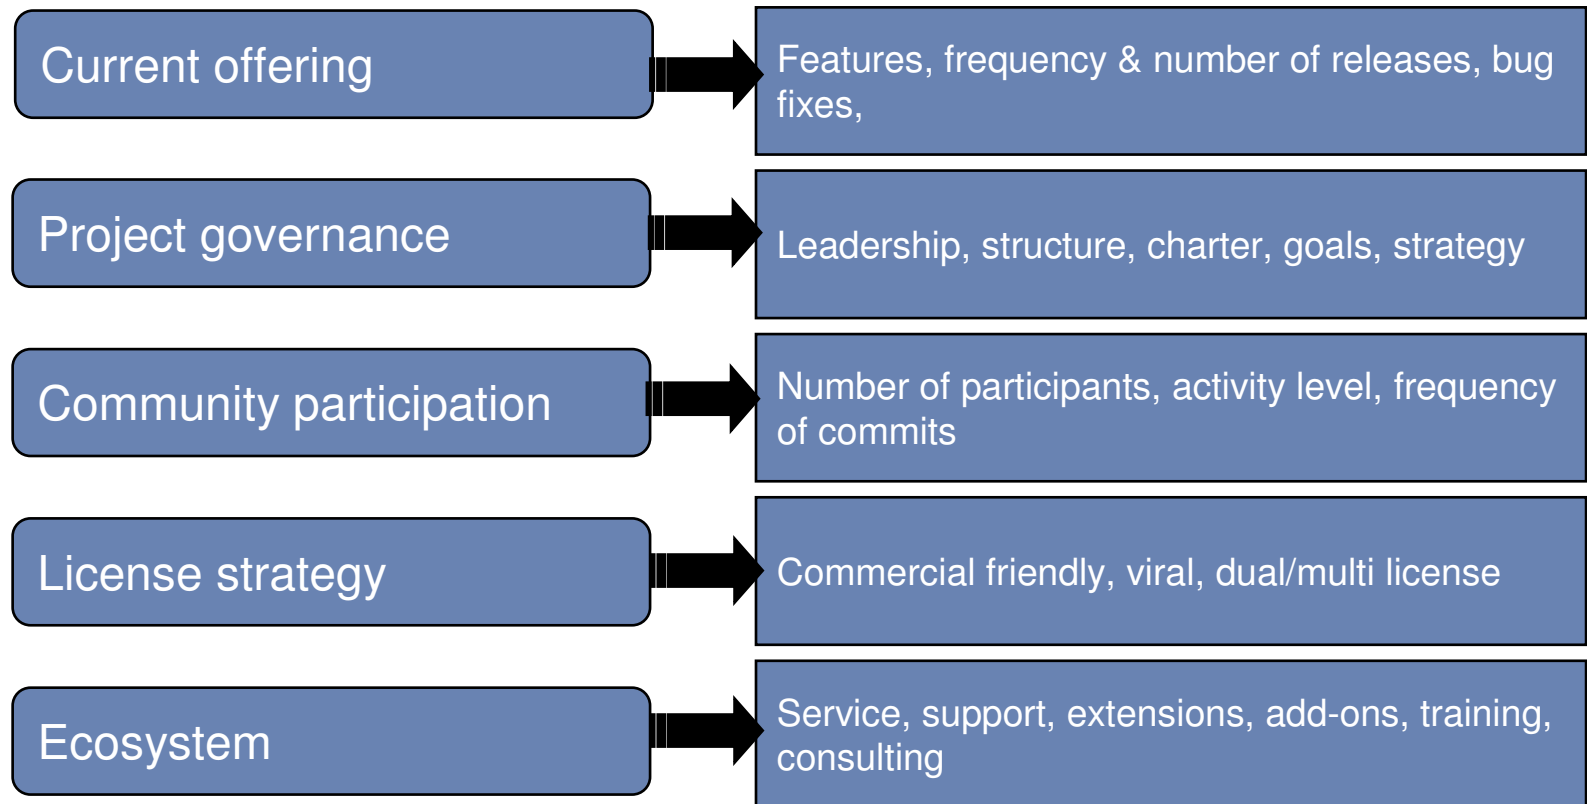 Current offering
Features, frequency & number of releases, bug
fixes,
Project governance
Leadership, structure, charter, goals, strategy
Community participation
Number of participants, activity level, frequency
of commits
License strategy
Commercial friendly, viral, dual/multi license
Ecosystem
Service, support, extensions, add-ons, training,
consulting